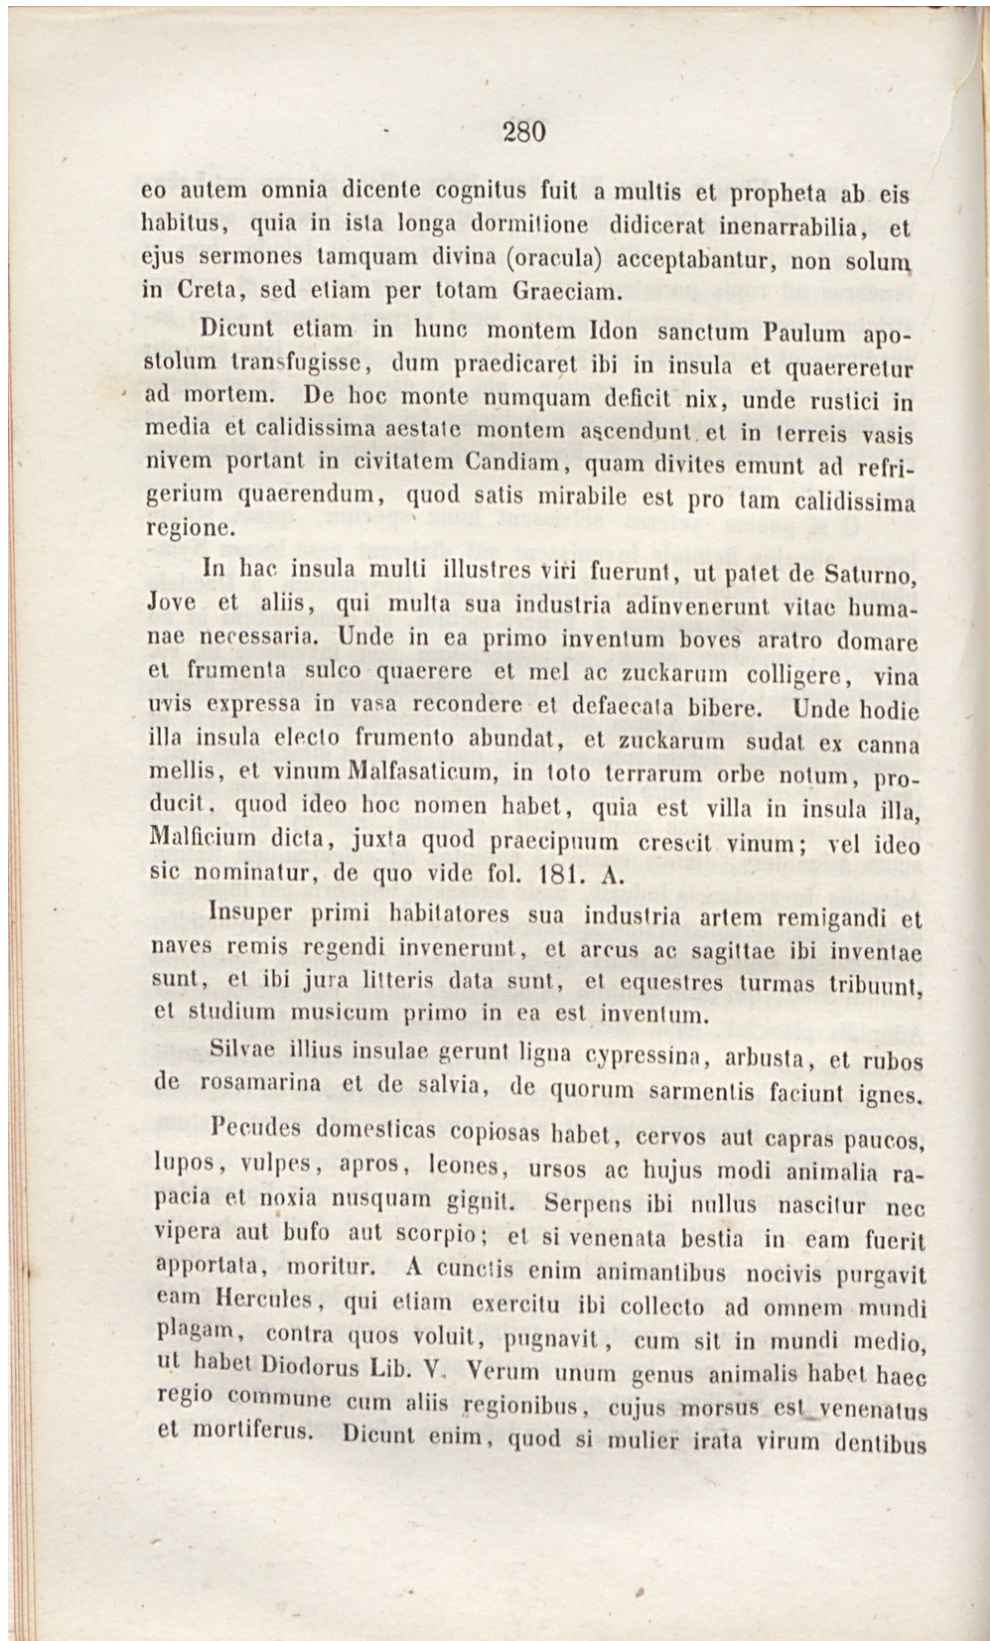 280
eo autem omnia dicente cognitus fuit a multis et propheta ab eis
habitus, quia in ista longa dormitione didicerat inenarrabilia, et
ejus sermones tamquam divina (oracula) acceptabantur, non solum
in Creta, sed etiam per totam Graeciam.
Dicunt etiam in hunc montem Idon sanctum Paulum apo-
stolum transfugisse, dum praedicaret ibi in insula et quaereretur
ad mortem. De hoc monte numquam deficit nix, unde rustici in
media et calidissima aestate montem ascendunt et in terreis vasis
nivem portant in civitatem Candiam, quam divites emunt ad refri-
gerium quaerendum, quod satis mirabile est pro tam calidissima
regione.
In hac insula multi illustres viri fuerunt, ut patet de Saturno,
Jove et aliis, qui multa sua industria adinvenerunt vitae huma-
nae necessaria. Unde in ea primo inventum boves aratro domare
et frumenta sulco quaerere et mel ac zuckarum colligere, vina
uvis expressa in vasa recondere et defaecata bibere. Unde hodie
illa insula electo frumento abundat, et zuckarum sudat ex canna
mellis, et vinum Malfasaticum, in toto terrarum orbe notum, pro-
ducit, quod ideo hoc nomen habet, quia est villa in insula illa,
Malficium dicta, juxta quod praecipuum crescit vinum; vel ideo
sic nominatur, de quo vide fol. 181. A.
Insuper primi habitatores sua industria artem remigandi et
naves remis regendi invenerunt, et arcus ac sagittae ibi inventae
sunt, et ibi jura litteris data sunt, et equestres turmas tribuunt,
et studium musicum primo in ea est inventum.
Silvae illius insulae gerunt ligna cypressina, arbusta, et rubos
de rosamarina et de salvia, de quorum sarmentis faciunt ignes.
Pecudes domesticas copiosas habet, cervos aut capras paucos,
lupos, vulpes, apros, leones, ursos ac hujus modi animalia ra-
pacia et noxia nusquam gignit. Serpens ibi nullus nascitur nec
vipera aut bufo aut scorpio; et si venenata bestia in eam fuerit
apportata, moritur. A cunctis enim animantibus nocivis purgavit
eam Hercules, qui etiam exercitu ibi collecto ad omnem mundi
plagam, contra quos voluit, pugnavit, cum sit in mundi medio,
ut habet Diodorus Lib. V. Verum unum genus animalis habet haec
regio commune cum aliis regionibus, cujus morsus est venenatus
et mortiferus. Dicunt enim, quod si mulier irata virum dentibus